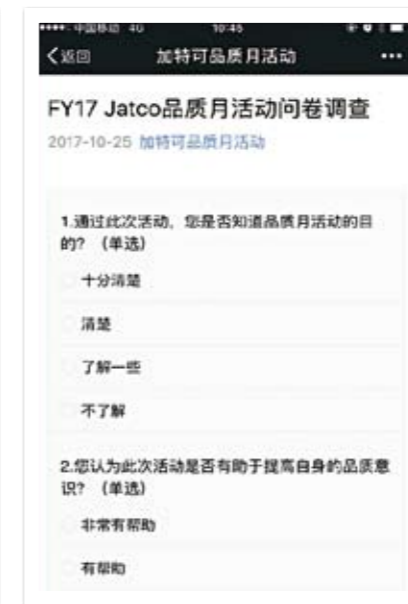 中国移动 4G 10:45
返回 加特可品质月活动
FY17 Jatco品质月活动问卷调查
2017-10-25 加特可品质月活动
1.通过此次活动，您是否知道品质月活动的目
的？（单选）
十分清楚
清楚
了解一些
不了解
2.您认为此次活动是否有助于提高自身的品质意
识？（单选）
非常有帮助
有帮助